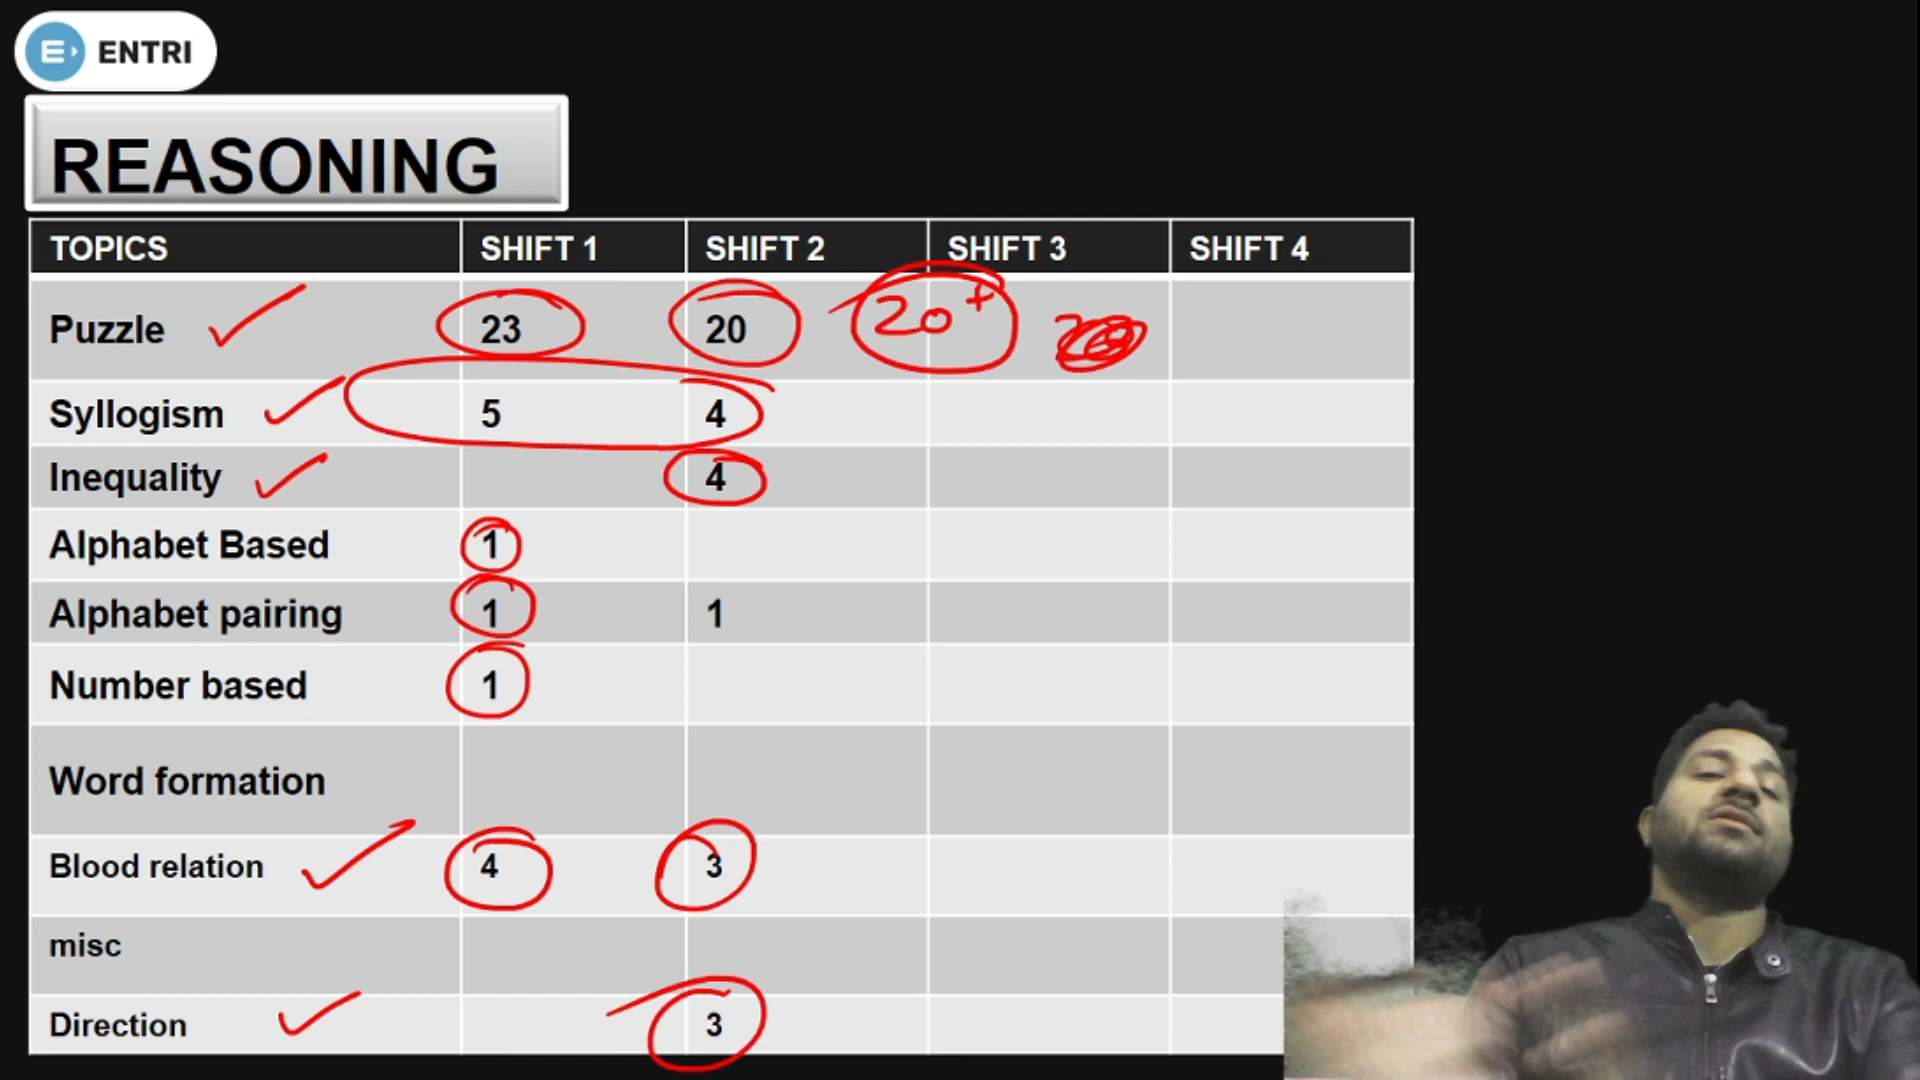 E ENTRI
REASONING
TOPICS SHIFT 1 SHIFT 2 SHIFT 3 SHIFT 4
Puzzle 23 20 20+
Syllogism 5 4
Inequality 4
Alphabet Based 1
Alphabet pairing 1 1
Number based 1
Word formation
Blood relation 4 3
misc
Direction 3